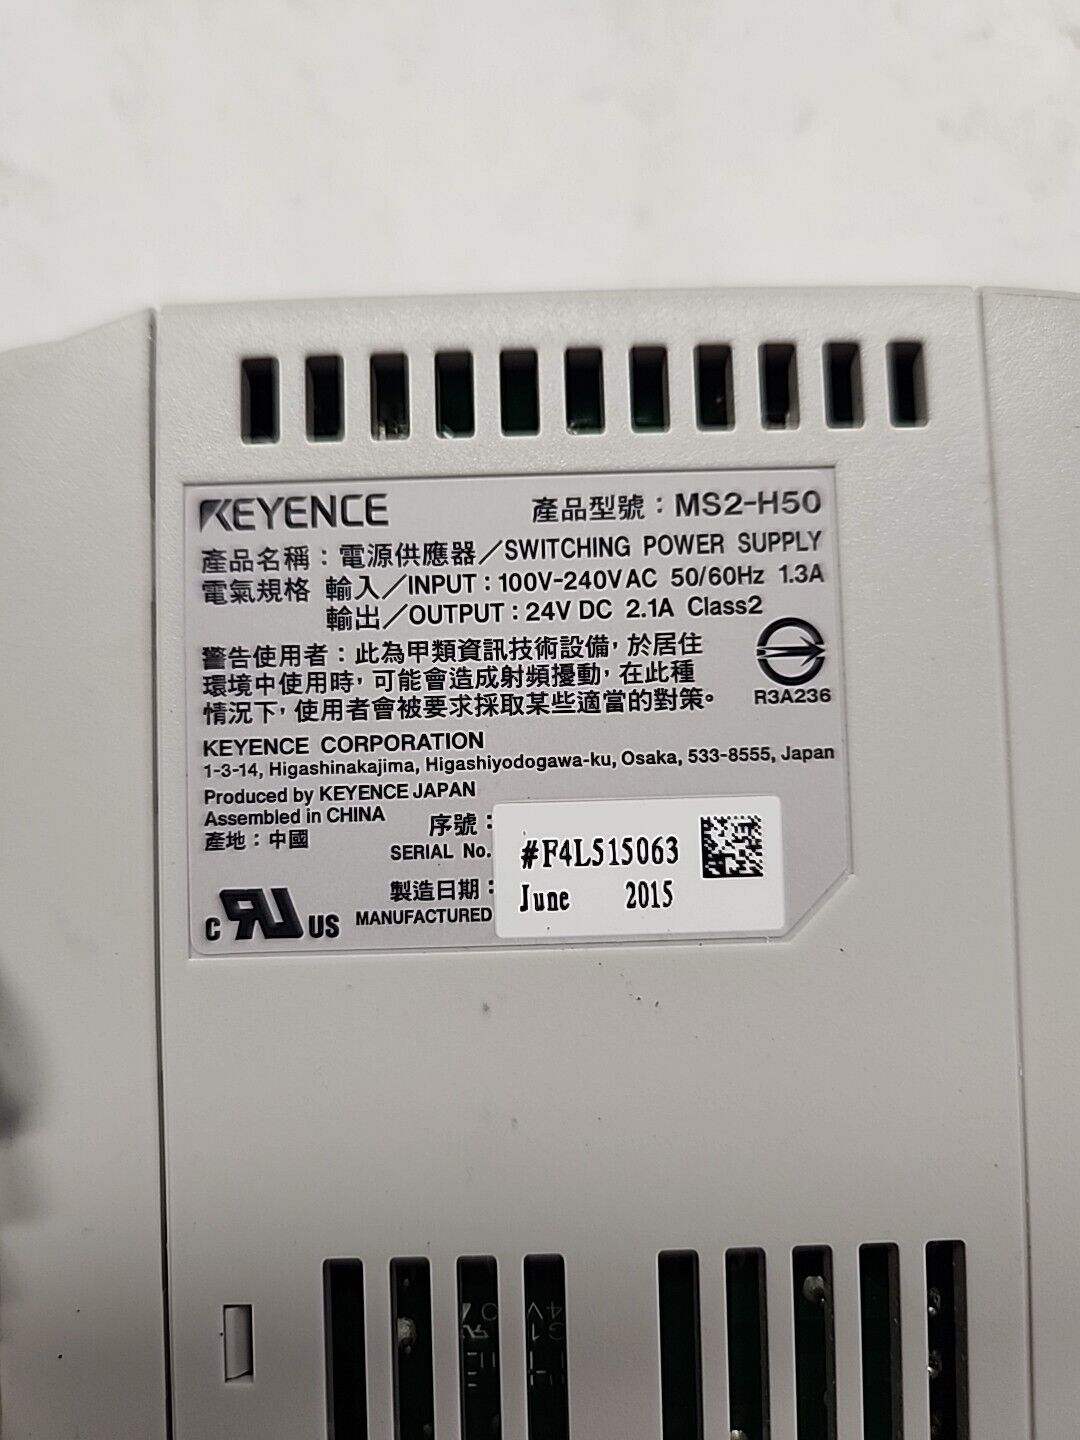 KEYENCE 產品型號：MS2-H50
產品名稱：電源供應器／SWITCHING POWER SUPPLY
電氣規格 輸入／INPUT：100V-240VAC 50/60Hz 1.3A
輸出／OUTPUT：24V DC 2.1A Class2
警告使用者：此為甲類資訊技術設備，於居住
環境中使用時，可能會造成射頻擾動，在此種
情況下，使用者會被要求採取某些適當的對策。
R3A236
KEYENCE CORPORATION
1-3-14, Higashinakajima, Higashiyodogawa-ku, Osaka, 533-8555, Japan
Produced by KEYENCE JAPAN
Assembled in CHINA
產地：中國
序號：
SERIAL No. #F4L515063
製造日期：
MANUFACTURED June 2015
c RU US